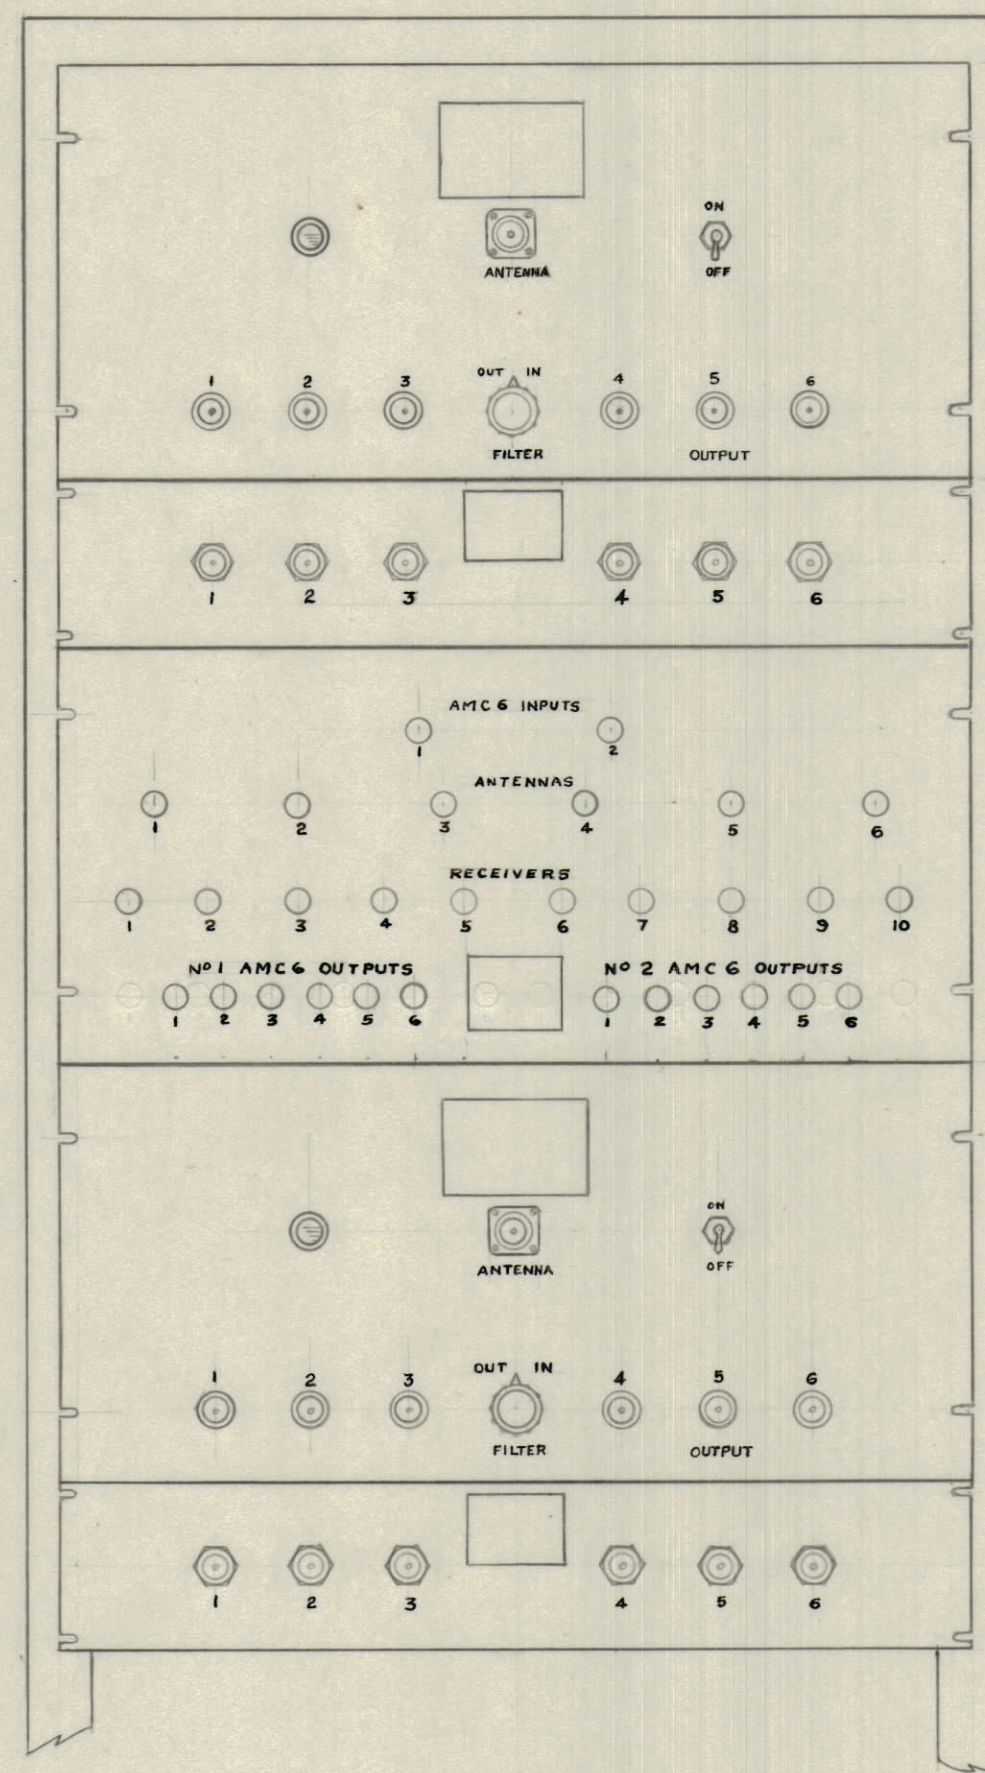 ON
ANTENNA OFF
OUT IN
1 2 3 4 5 6
FILTER OUTPUT
1 2 3 4 5 6
AMC 6 INPUTS
1 2
ANTENNAS
1 2 3 4 5 6
RECEIVERS
1 2 3 4 5 6 7 8 9 10
Nº 1 AMC 6 OUTPUTS Nº 2 AMC 6 OUTPUTS
1 2 3 4 5 6 1 2 3 4 5 6
ON
ANTENNA OFF
OUT IN
1 2 3 4 5 6
FILTER OUTPUT
1 2 3 4 5 6